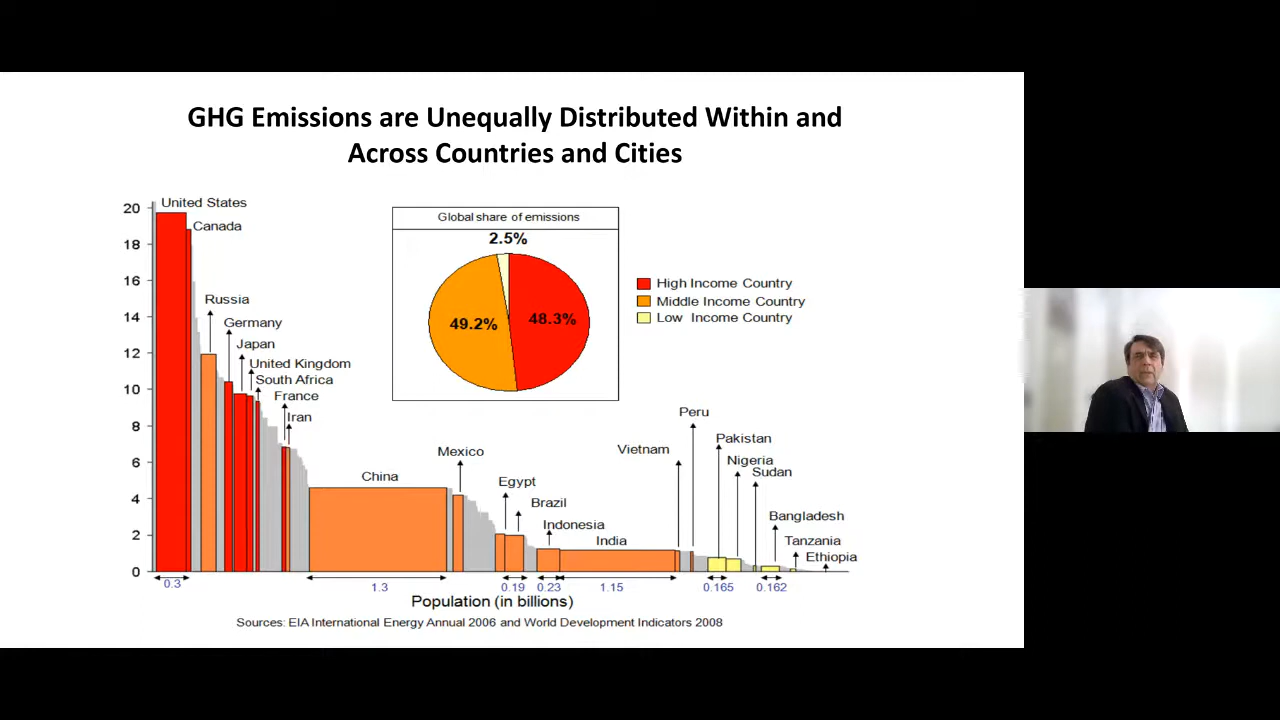 GHG Emissions are Unequally Distributed Within and
Across Countries and Cities
20
18
16
14
12
10
8
6
4
2
0
United States
Canada
Russia
Germany
Japan
United Kingdom
South Africa
France
Iran
China
Mexico
Egypt
Brazil
Indonesia
India
Vietnam
Peru
Pakistan
Nigeria
Sudan
Bangladesh
Tanzania
Ethiopia
Global share of emissions
2.5%
49.2%
48.3%
High Income Country
Middle Income Country
Low Income Country
0.3
1.3
0.19
0.23
1.15
0.165
0.162
Population (in billions)
Sources: EIA International Energy Annual 2006 and World Development Indicators 2008